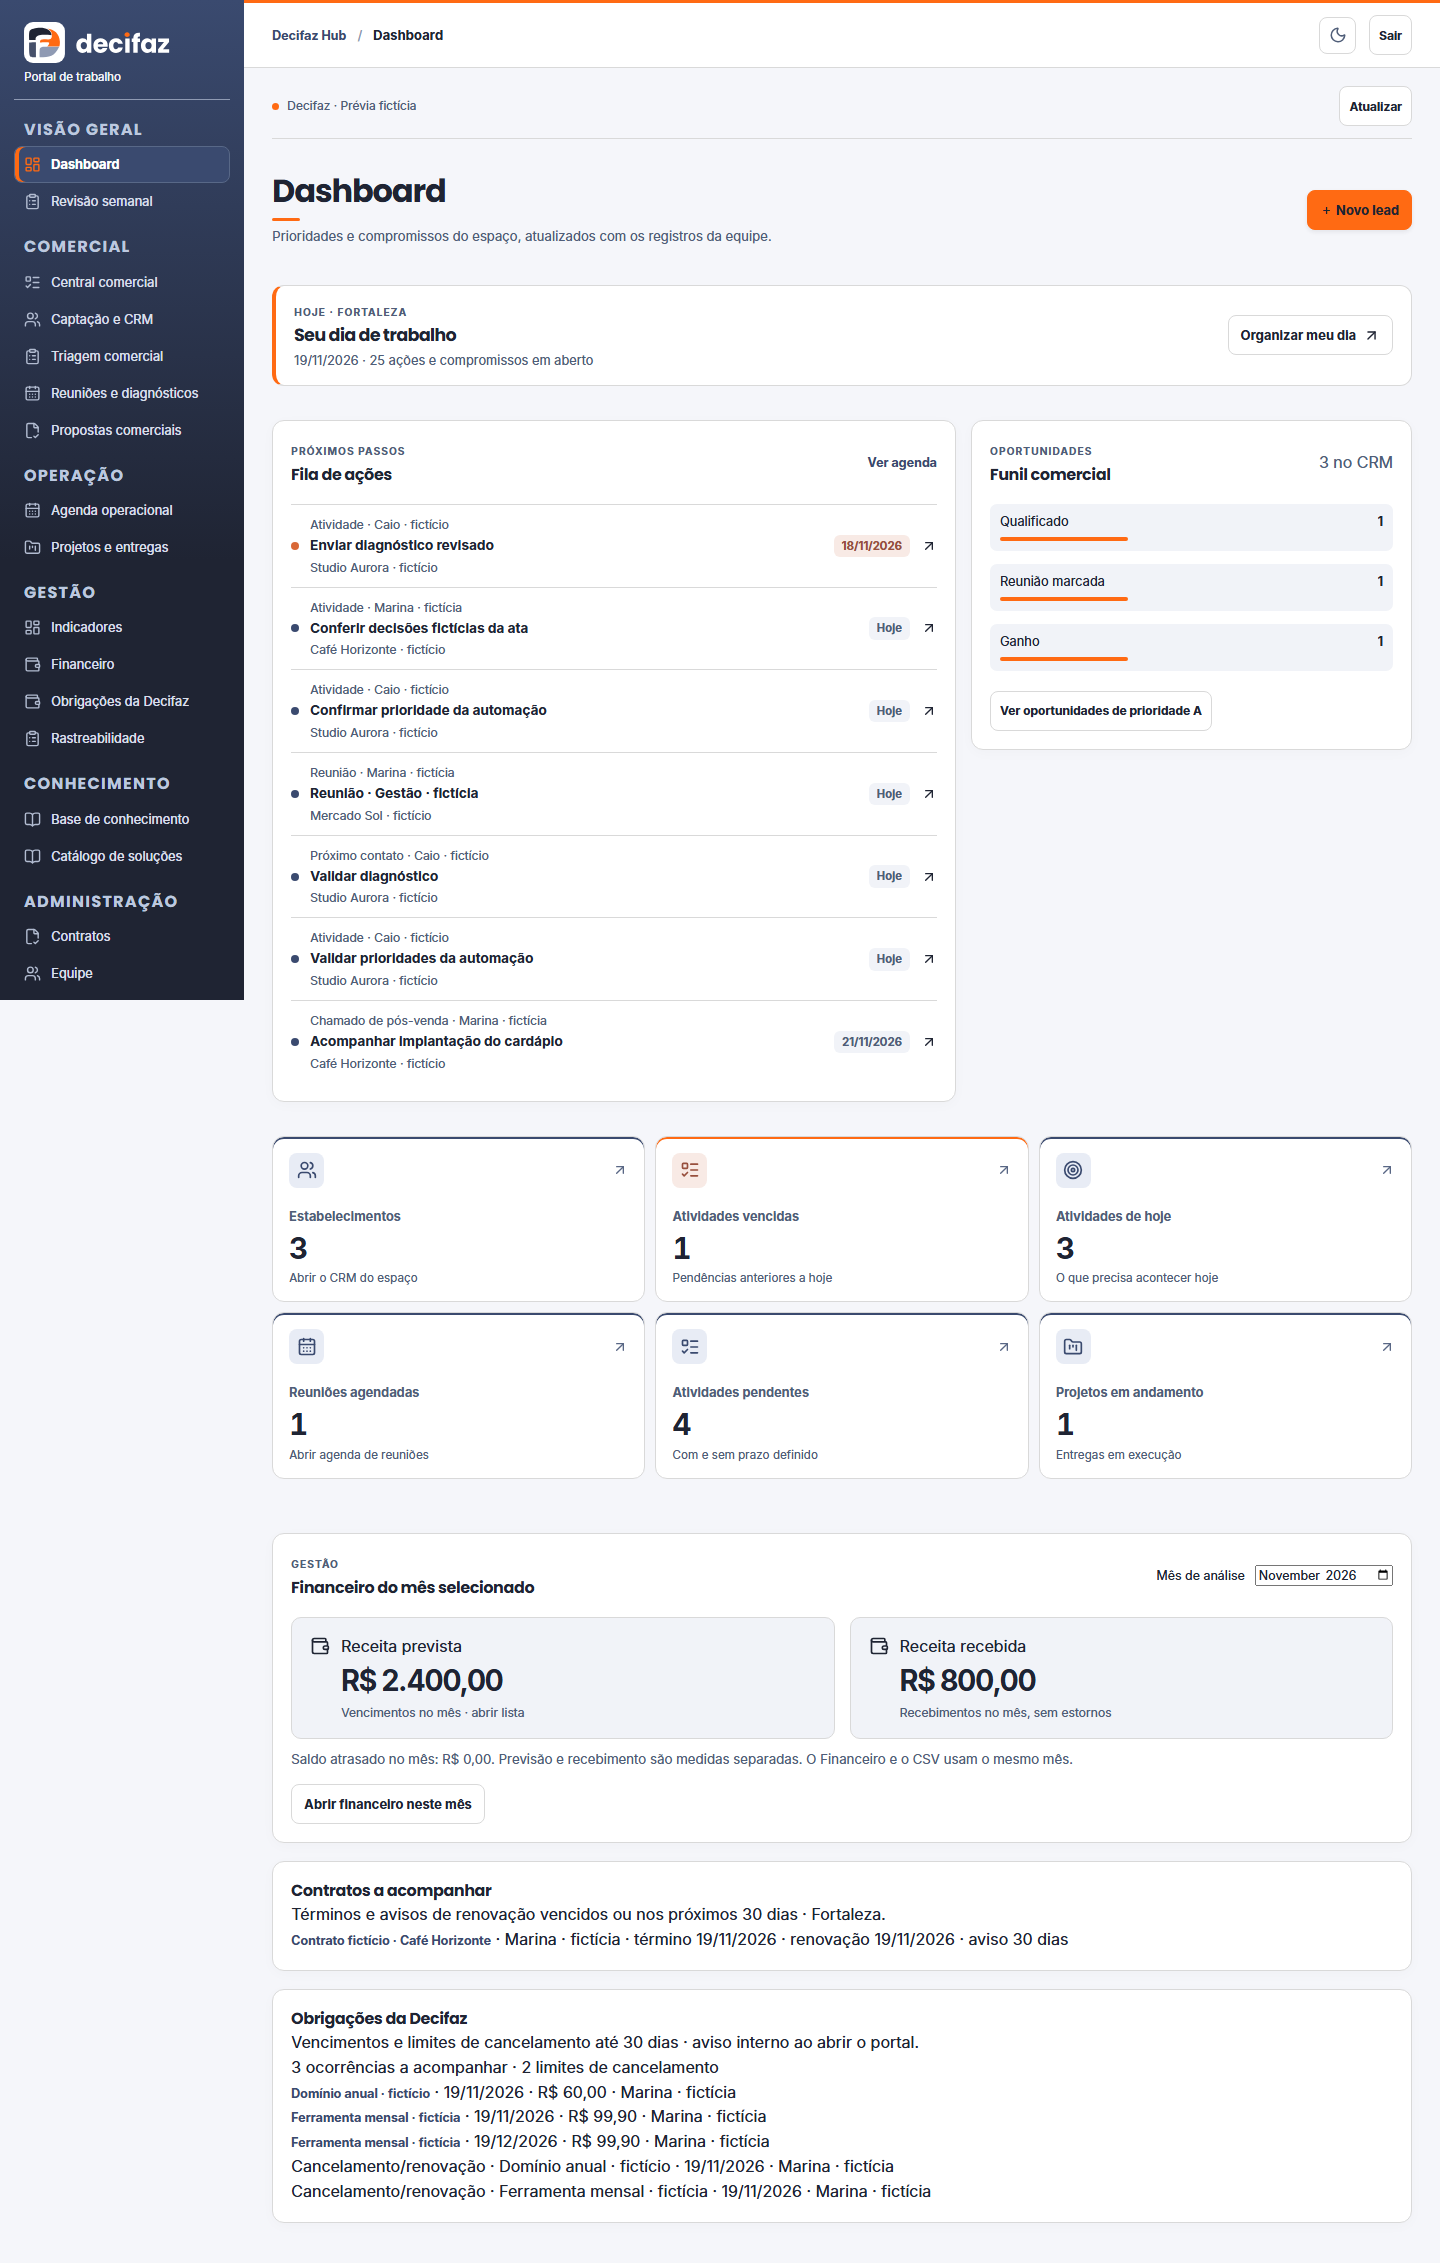 decifaz
Portal de trabalho
VISÃO GERAL
Dashboard
Revisão semanal
COMERCIAL
Central comercial
Captação e CRM
Triagem comercial
Reuniões e diagnósticos
Propostas comerciais
OPERAÇÃO
Agenda operacional
Projetos e entregas
GESTÃO
Indicadores
Financeiro
Obrigações da Decifaz
Rastreabilidade
CONHECIMENTO
Base de conhecimento
Catálogo de soluções
ADMINISTRAÇÃO
Contratos
Equipe
Decifaz Hub / Dashboard
Sair
Decifaz · Prévia fictícia
Atualizar
Dashboard
Prioridades e compromissos do espaço, atualizados com os registros da equipe.
+ Novo lead
HOJE · FORTALEZA
Seu dia de trabalho
19/11/2026 · 25 ações e compromissos em aberto
Organizar meu dia
PRÓXIMOS PASSOS
Fila de ações
Ver agenda
Atividade · Caio · fictício
Enviar diagnóstico revisado
Studio Aurora · fictício
18/11/2026
Atividade · Marina · fictícia
Conferir decisões fictícias da ata
Café Horizonte · fictício
Hoje
Atividade · Caio · fictício
Confirmar prioridade da automação
Studio Aurora · fictício
Hoje
Reunião · Marina · fictícia
Reunião · Gestão · fictícia
Mercado Sol · fictício
Hoje
Próximo contato · Caio · fictício
Validar diagnóstico
Studio Aurora · fictício
Hoje
Atividade · Caio · fictício
Validar prioridades da automação
Studio Aurora · fictício
Hoje
Chamado de pós-venda · Marina · fictícia
Acompanhar implantação do cardápio
Café Horizonte · fictício
21/11/2026
OPORTUNIDADES
Funil comercial
3 no CRM
Qualificado 1
Reunião marcada 1
Ganho 1
Ver oportunidades de prioridade A
Estabelecimentos
3
Abrir o CRM do espaço
Atividades vencidas
1
Pendências anteriores a hoje
Atividades de hoje
3
O que precisa acontecer hoje
Reuniões agendadas
1
Abrir agenda de reuniões
Atividades pendentes
4
Com e sem prazo definido
Projetos em andamento
1
Entregas em execução
GESTÃO
Financeiro do mês selecionado
Mês de análise November 2026
Receita prevista
R$ 2.400,00
Vencimentos no mês · abrir lista
Receita recebida
R$ 800,00
Recebimentos no mês, sem estornos
Saldo atrasado no mês: R$ 0,00. Previsão e recebimento são medidas separadas. O Financeiro e o CSV usam o mesmo mês.
Abrir financeiro neste mês
Contratos a acompanhar
Términos e avisos de renovação vencidos ou nos próximos 30 dias · Fortaleza.
Contrato fictício · Café Horizonte · Marina · fictícia · término 19/11/2026 · renovação 19/11/2026 · aviso 30 dias
Obrigações da Decifaz
Vencimentos e limites de cancelamento até 30 dias · aviso interno ao abrir o portal.
3 ocorrências a acompanhar · 2 limites de cancelamento
Domínio anual · fictício · 19/11/2026 · R$ 60,00 · Marina · fictícia
Ferramenta mensal · fictícia · 19/11/2026 · R$ 99,90 · Marina · fictícia
Ferramenta mensal · fictícia · 19/12/2026 · R$ 99,90 · Marina · fictícia
Cancelamento/renovação · Domínio anual · fictício · 19/11/2026 · Marina · fictícia
Cancelamento/renovação · Ferramenta mensal · fictícia · 19/11/2026 · Marina · fictícia